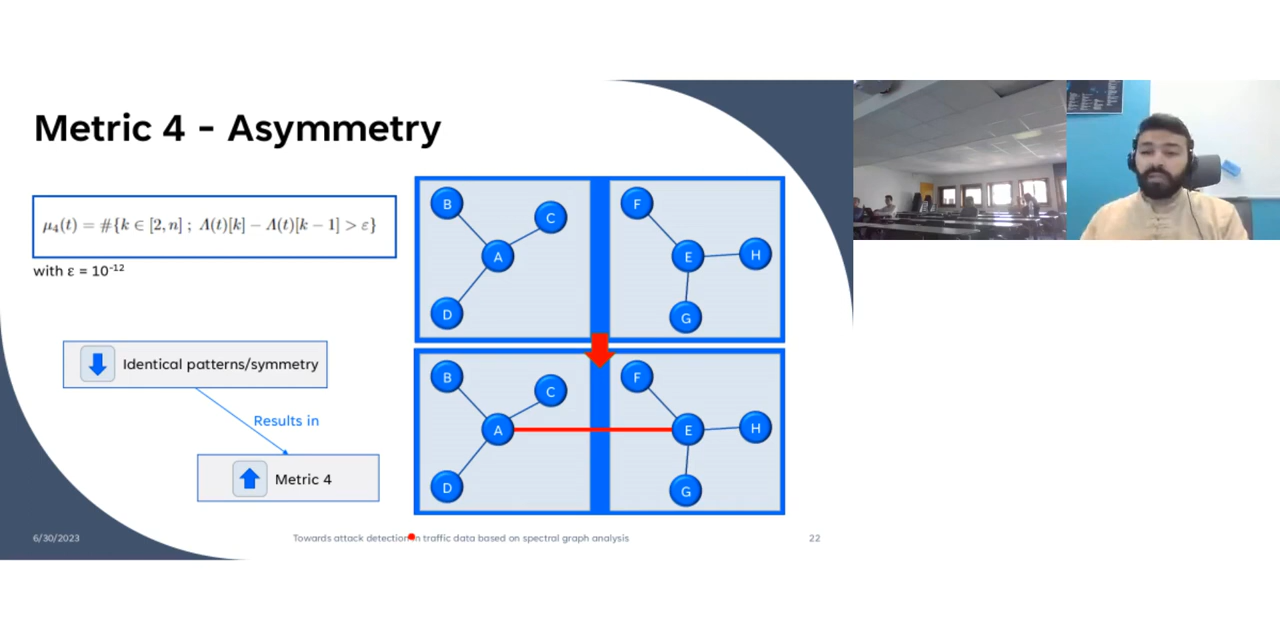 Metric 4 - Asymmetry
μ₄(t) = #{k ∈ [2, n] ; Λ(t)[k] − Λ(t)[k − 1] > ε}
with ε = 10⁻¹²
Identical patterns/symmetry
Results in
Metric 4
B
C
A
D
F
E
H
G
B
C
A
D
F
E
H
G
6/30/2023
Towards attack detection in traffic data based on spectral graph analysis
22